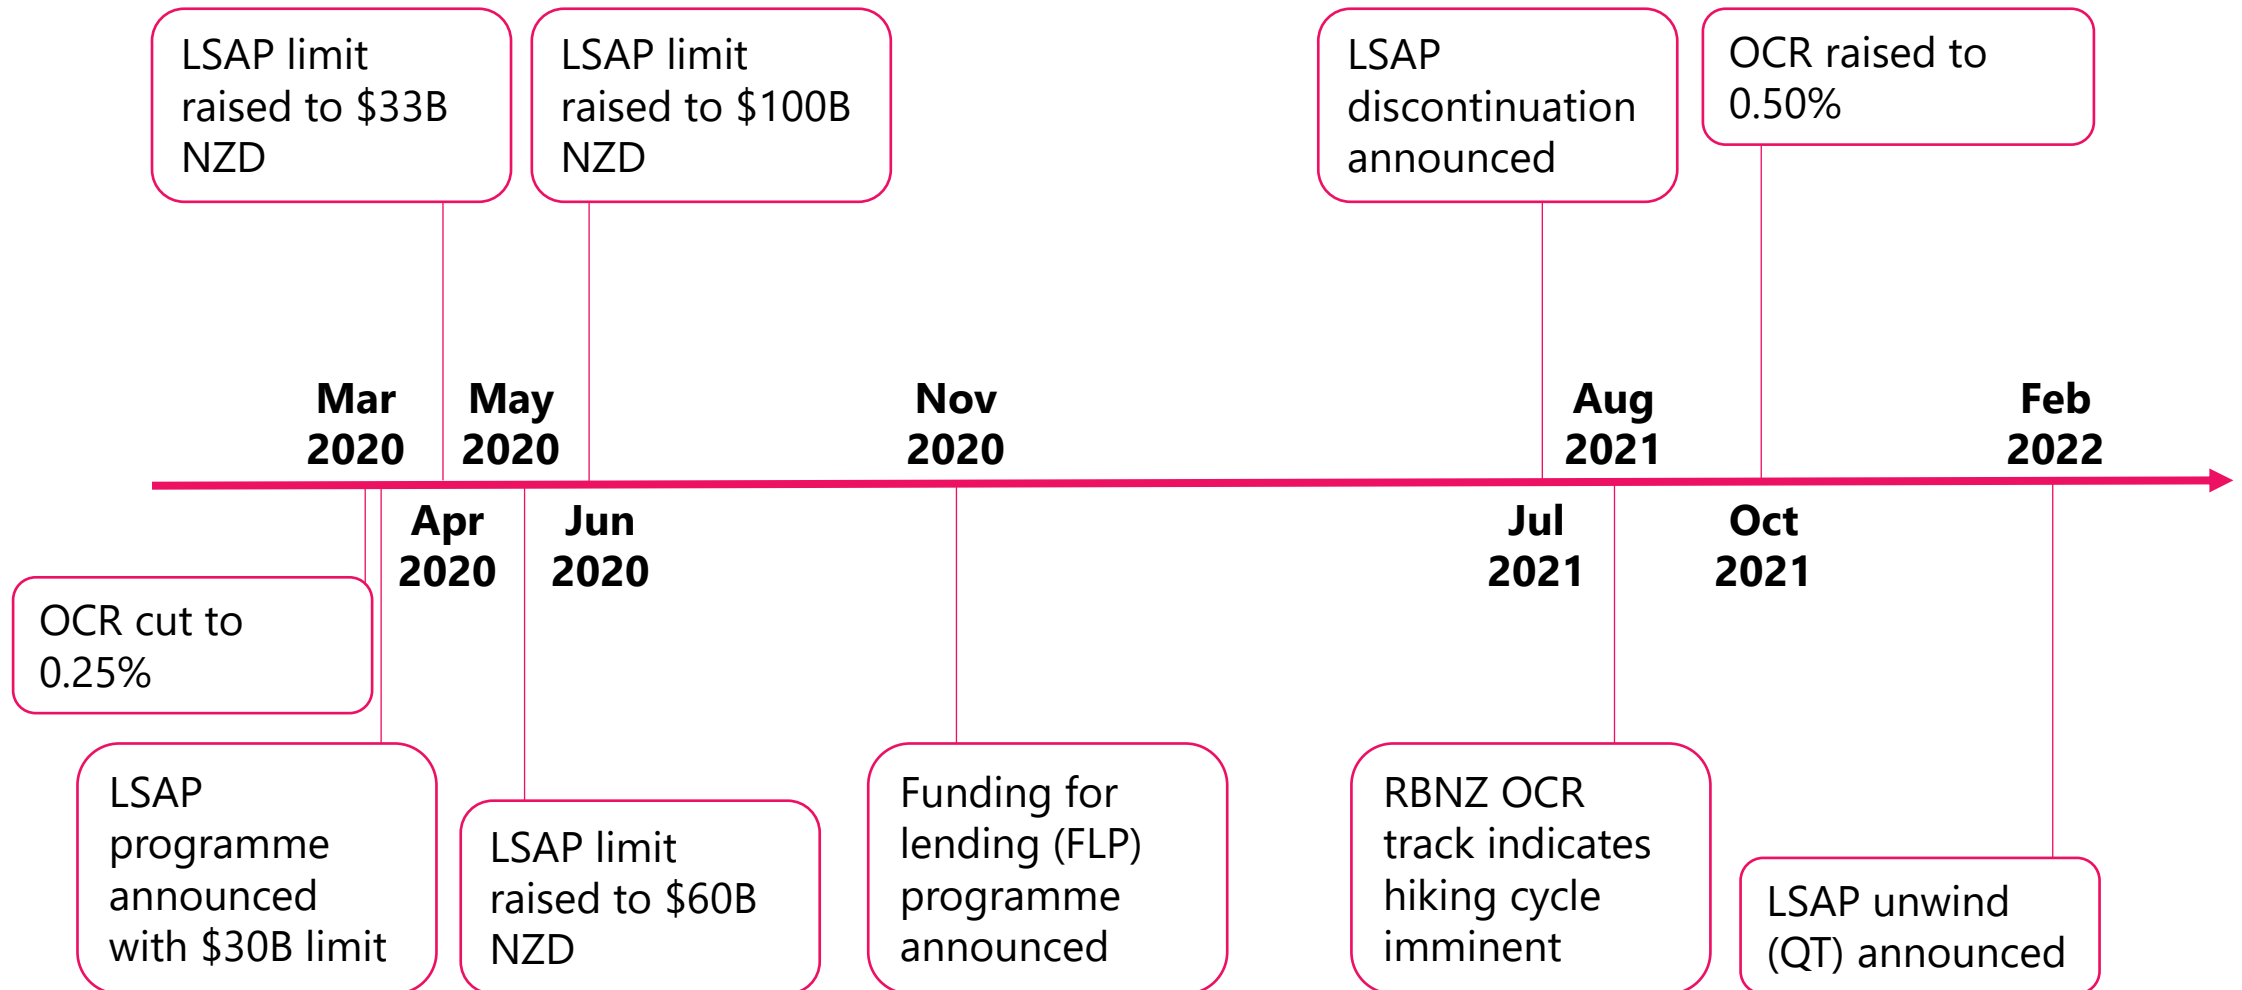 LSAP limit
raised to $33B
NZD
LSAP limit
raised to $100B
NZD
LSAP
discontinuation
announced
OCR raised to
0.50%
Mar
2020
May
2020
Nov
2020
Aug
2021
Feb
2022
Apr
2020
Jun
2020
Jul
2021
Oct
2021
OCR cut to
0.25%
LSAP
programme
announced
with $30B limit
LSAP limit
raised to $60B
NZD
Funding for
lending (FLP)
programme
announced
RBNZ OCR
track indicates
hiking cycle
imminent
LSAP unwind
(QT) announced